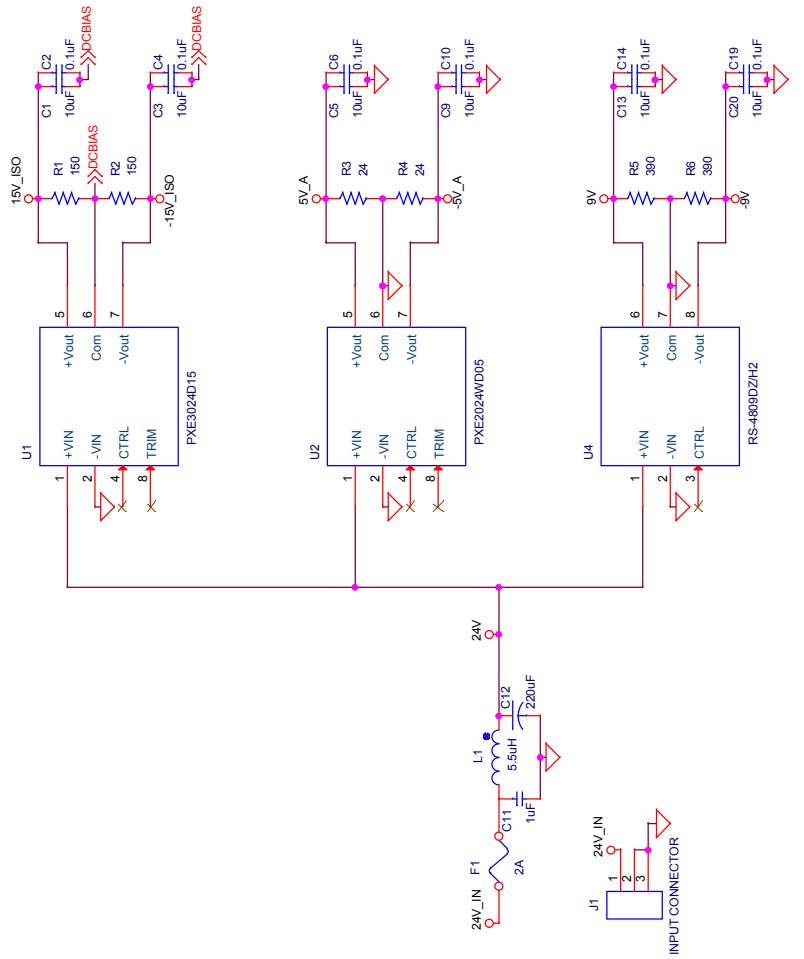 15V_ISO
C1
C2
10uF
0.1uF
DCBIAS
R1
150
DCBIAS
R2
150
-15V_ISO
C3
C4
10uF
0.1uF
DCBIAS
U1
+VIN
-VIN
CTRL
TRIM
+Vout
Com
-Vout
1
2
4
8
5
6
7
PXE3024D15
5V_A
C5
C6
10uF
0.1uF
R3
24
R4
24
-5V_A
C9
C10
10uF
0.1uF
U2
+VIN
-VIN
CTRL
TRIM
+Vout
Com
-Vout
1
2
4
8
5
6
7
PXE2024WD05
9V
C13
C14
10uF
0.1uF
R5
390
R6
390
-9V
C20
C19
10uF
0.1uF
U4
+VIN
-VIN
CTRL
+Vout
Com
-Vout
1
2
3
6
7
8
RS-4809DZ/H2
24V
24V_IN
F1
2A
C11
1uF
L1
5.5uH
C12
220uF
24V_IN
J1
1
2
3
INPUT CONNECTOR